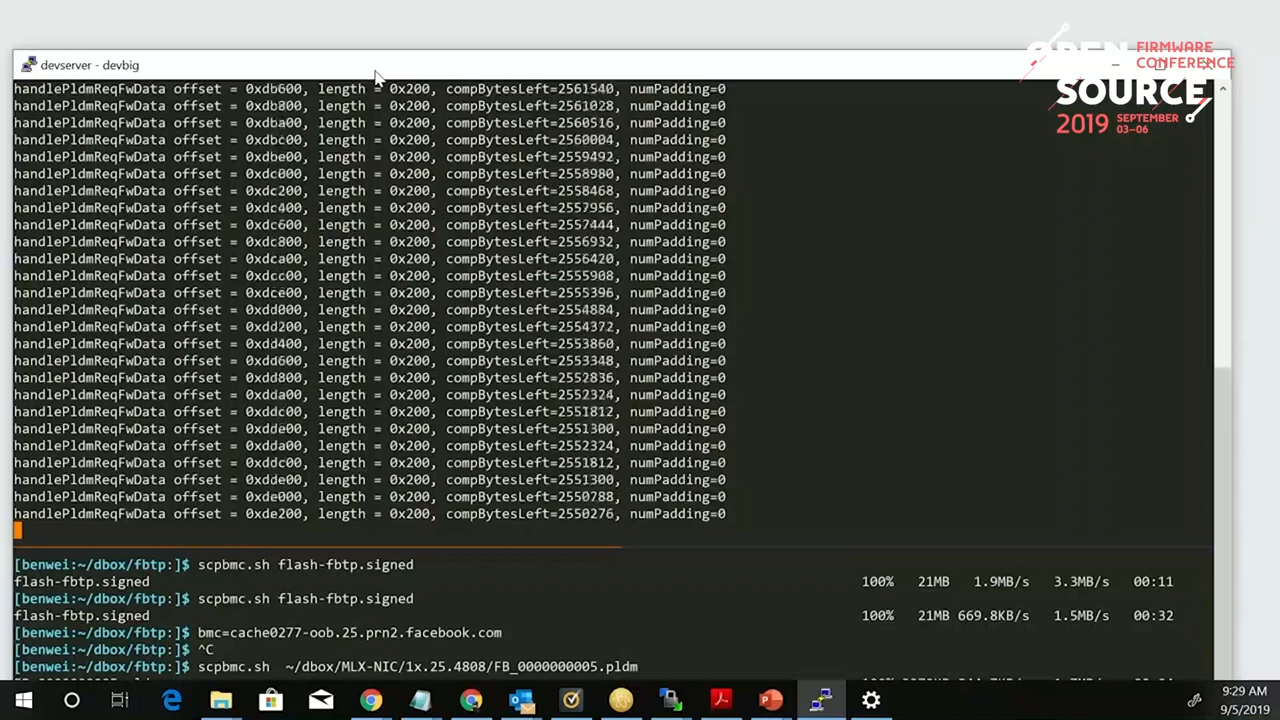 devserver - devbig
OPEN SOURCE
FIRMWARE
CONFERENCE
2019
SEPTEMBER
03-06
handlePldmReqFwData offset = 0xdb600, length = 0x200, compBytesLeft=2561540, numPadding=0
handlePldmReqFwData offset = 0xdb800, length = 0x200, compBytesLeft=2561028, numPadding=0
handlePldmReqFwData offset = 0xdba00, length = 0x200, compBytesLeft=2560516, numPadding=0
handlePldmReqFwData offset = 0xdbc00, length = 0x200, compBytesLeft=2560004, numPadding=0
handlePldmReqFwData offset = 0xdbe00, length = 0x200, compBytesLeft=2559492, numPadding=0
handlePldmReqFwData offset = 0xdc000, length = 0x200, compBytesLeft=2558980, numPadding=0
handlePldmReqFwData offset = 0xdc200, length = 0x200, compBytesLeft=2558468, numPadding=0
handlePldmReqFwData offset = 0xdc400, length = 0x200, compBytesLeft=2557956, numPadding=0
handlePldmReqFwData offset = 0xdc600, length = 0x200, compBytesLeft=2557444, numPadding=0
handlePldmReqFwData offset = 0xdc800, length = 0x200, compBytesLeft=2556932, numPadding=0
handlePldmReqFwData offset = 0xdca00, length = 0x200, compBytesLeft=2556420, numPadding=0
handlePldmReqFwData offset = 0xdcc00, length = 0x200, compBytesLeft=2555908, numPadding=0
handlePldmReqFwData offset = 0xdce00, length = 0x200, compBytesLeft=2555396, numPadding=0
handlePldmReqFwData offset = 0xdd000, length = 0x200, compBytesLeft=2554884, numPadding=0
handlePldmReqFwData offset = 0xdd200, length = 0x200, compBytesLeft=2554372, numPadding=0
handlePldmReqFwData offset = 0xdd400, length = 0x200, compBytesLeft=2553860, numPadding=0
handlePldmReqFwData offset = 0xdd600, length = 0x200, compBytesLeft=2553348, numPadding=0
handlePldmReqFwData offset = 0xdd800, length = 0x200, compBytesLeft=2552836, numPadding=0
handlePldmReqFwData offset = 0xdda00, length = 0x200, compBytesLeft=2552324, numPadding=0
handlePldmReqFwData offset = 0xddc00, length = 0x200, compBytesLeft=2551812, numPadding=0
handlePldmReqFwData offset = 0xdde00, length = 0x200, compBytesLeft=2551300, numPadding=0
handlePldmReqFwData offset = 0xdda00, length = 0x200, compBytesLeft=2552324, numPadding=0
handlePldmReqFwData offset = 0xddc00, length = 0x200, compBytesLeft=2551812, numPadding=0
handlePldmReqFwData offset = 0xdde00, length = 0x200, compBytesLeft=2551300, numPadding=0
handlePldmReqFwData offset = 0xde000, length = 0x200, compBytesLeft=2550788, numPadding=0
handlePldmReqFwData offset = 0xde200, length = 0x200, compBytesLeft=2550276, numPadding=0
[benwei:~/dbox/fbtp:]$ scpbmc.sh flash-fbtp.signed
flash-fbtp.signed 100% 21MB 1.9MB/s 3.3MB/s 00:11
[benwei:~/dbox/fbtp:]$ scpbmc.sh flash-fbtp.signed
flash-fbtp.signed 100% 21MB 669.8KB/s 1.5MB/s 00:32
[benwei:~/dbox/fbtp:]$ bmc=cache0277-oob.25.prn2.facebook.com
[benwei:~/dbox/fbtp:]$ ^C
[benwei:~/dbox/fbtp:]$ scpbmc.sh ~/dbox/MLX-NIC/1x.25.4808/FB_0000000005.pldm
9:29 AM
9/5/2019